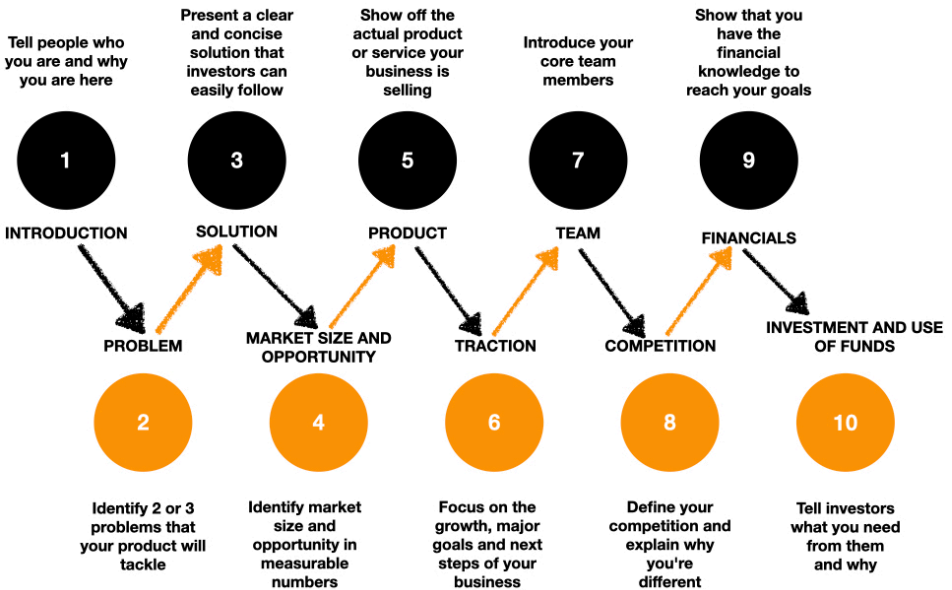 Tell people who
you are and why
you are here
1
INTRODUCTION
PROBLEM
2
Identify 2 or 3
problems that
your product will
tackle
Present a clear
and concise
solution that
investors can
easily follow
3
SOLUTION
MARKET SIZE AND
OPPORTUNITY
4
Identify market
size and
opportunity in
measurable
numbers
Show off the
actual product
or service your
business is
selling
5
PRODUCT
TRACTION
6
Focus on the
growth, major
goals and next
steps of your
business
Introduce your
core team
members
7
TEAM
COMPETITION
8
Define your
competition and
explain why
you're
different
Show that you
have the
financial
knowledge to
reach your goals
9
FINANCIALS
INVESTMENT AND USE
OF FUNDS
10
Tell investors
what you need
from them
and why